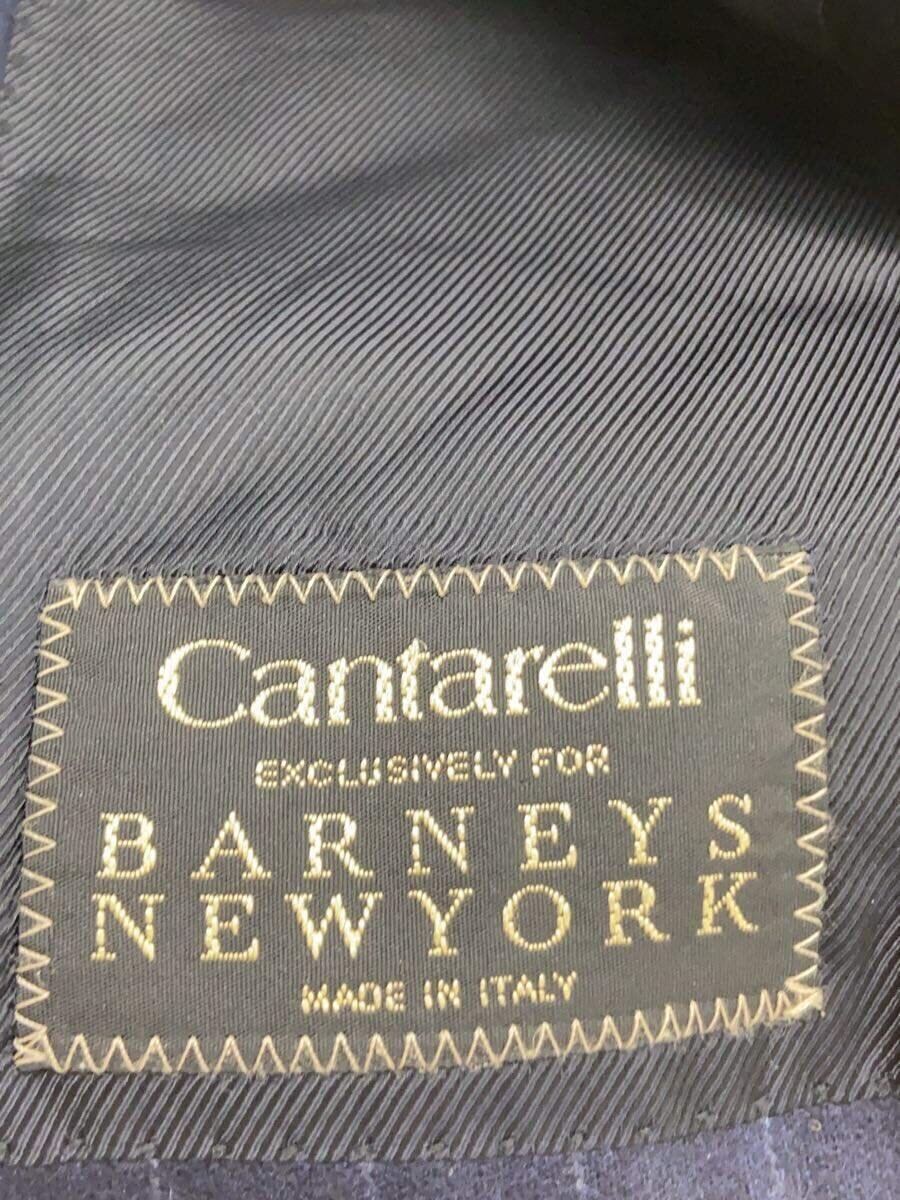 Cantarelli
EXCLUSIVELY FOR
BARNEYS
NEWYORK
MADE IN ITALY